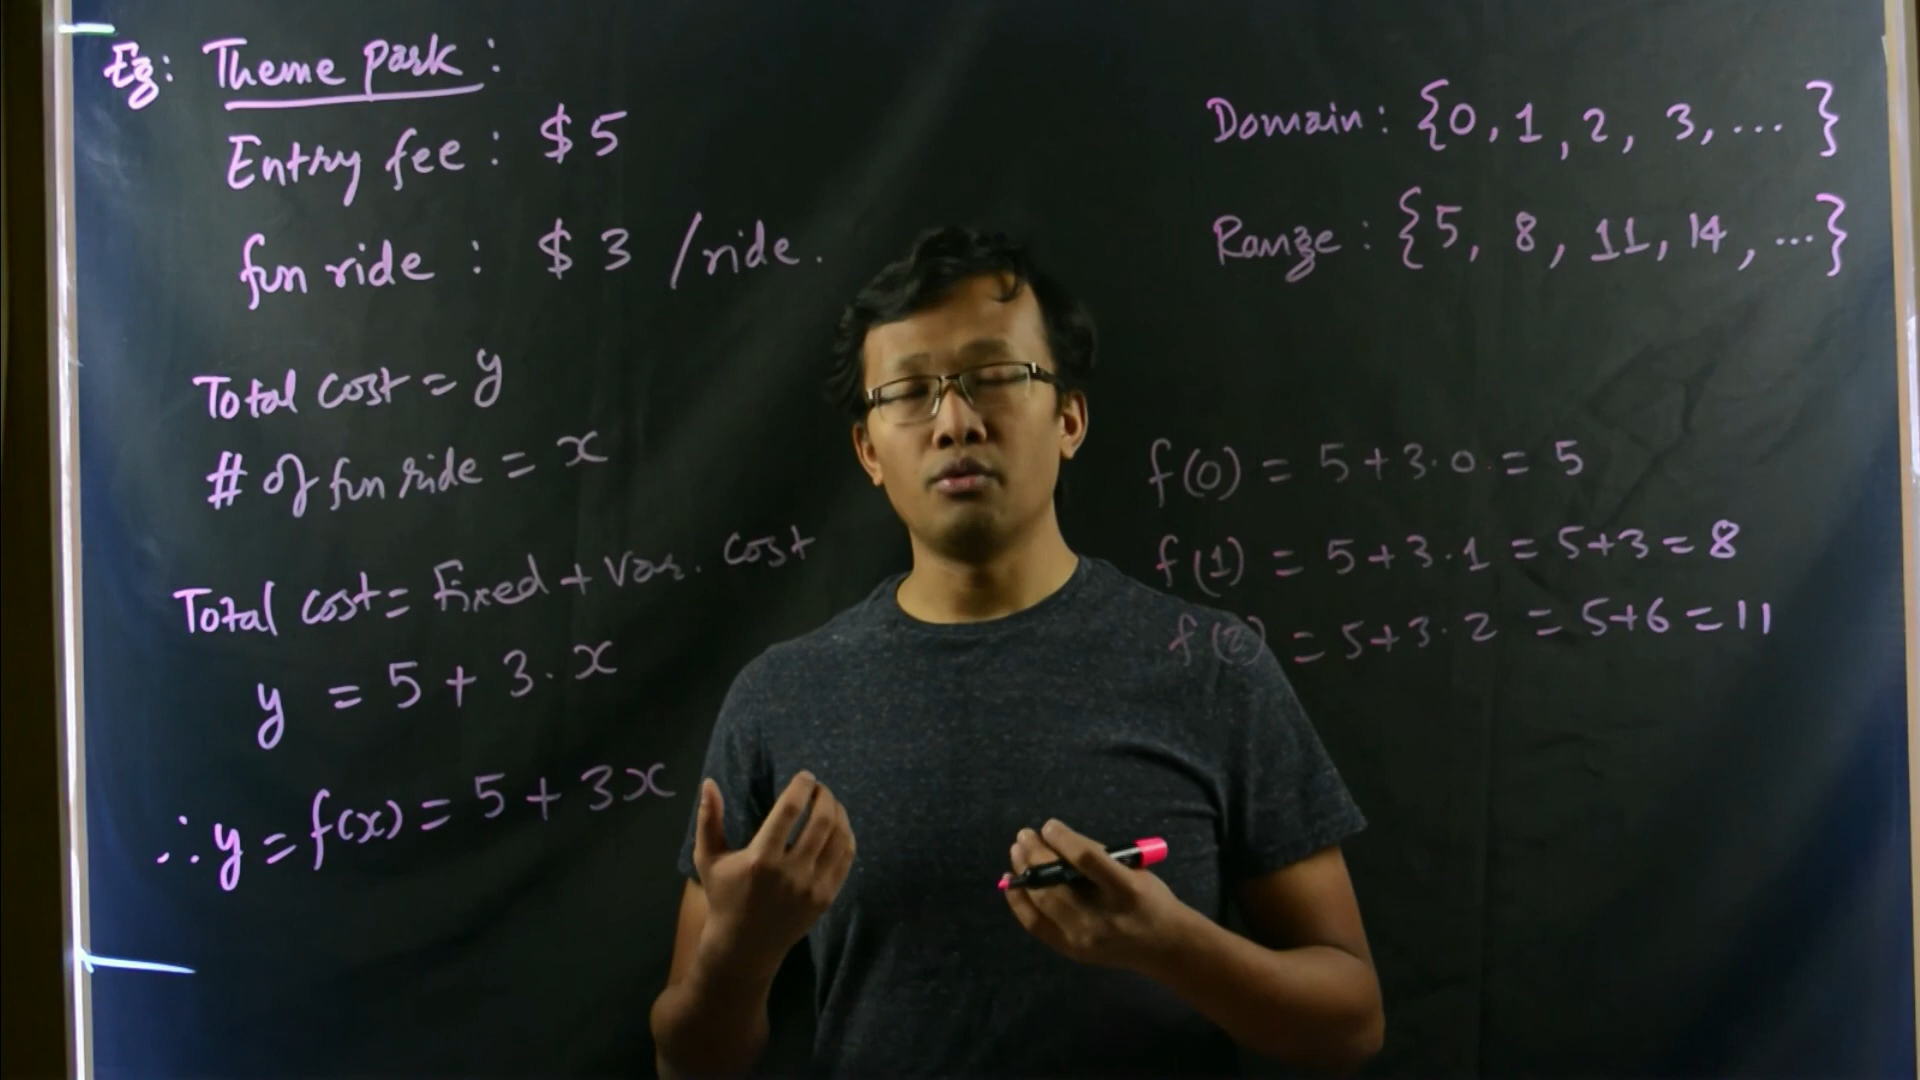 Eg: Theme Park:
Entry fee: $5
fun ride: $3 /ride.
Total cost = y
# of fun ride = x
Total cost = Fixed + Var. cost
y = 5 + 3·x
∴ y = f(x) = 5 + 3x
Domain: {0, 1, 2, 3, ... }
Range: {5, 8, 11, 14, ...}
f(0) = 5+3·0 = 5
f(1) = 5+3·1 = 5+3 = 8
f(2) = 5+3·2 = 5+6 = 11